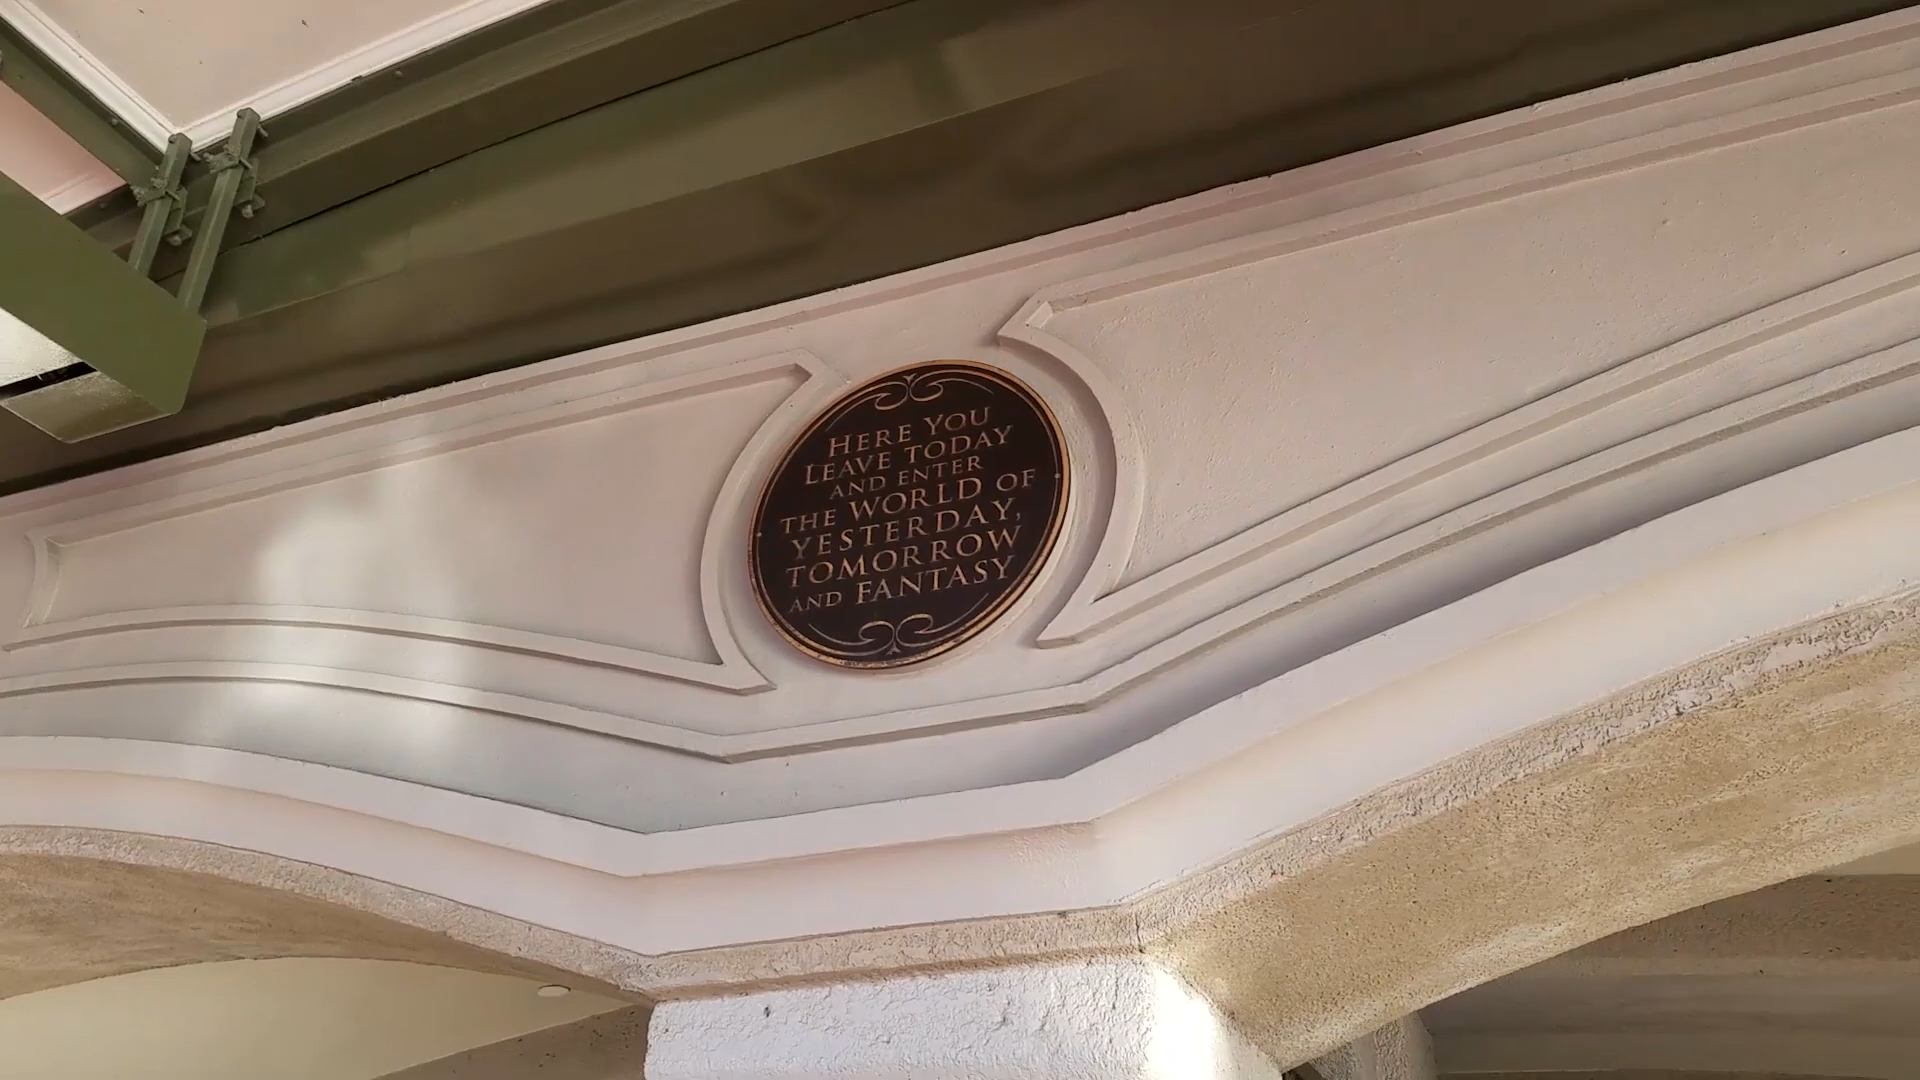 HERE YOU
LEAVE TODAY
AND ENTER
THE WORLD OF
YESTERDAY,
TOMORROW
AND FANTASY